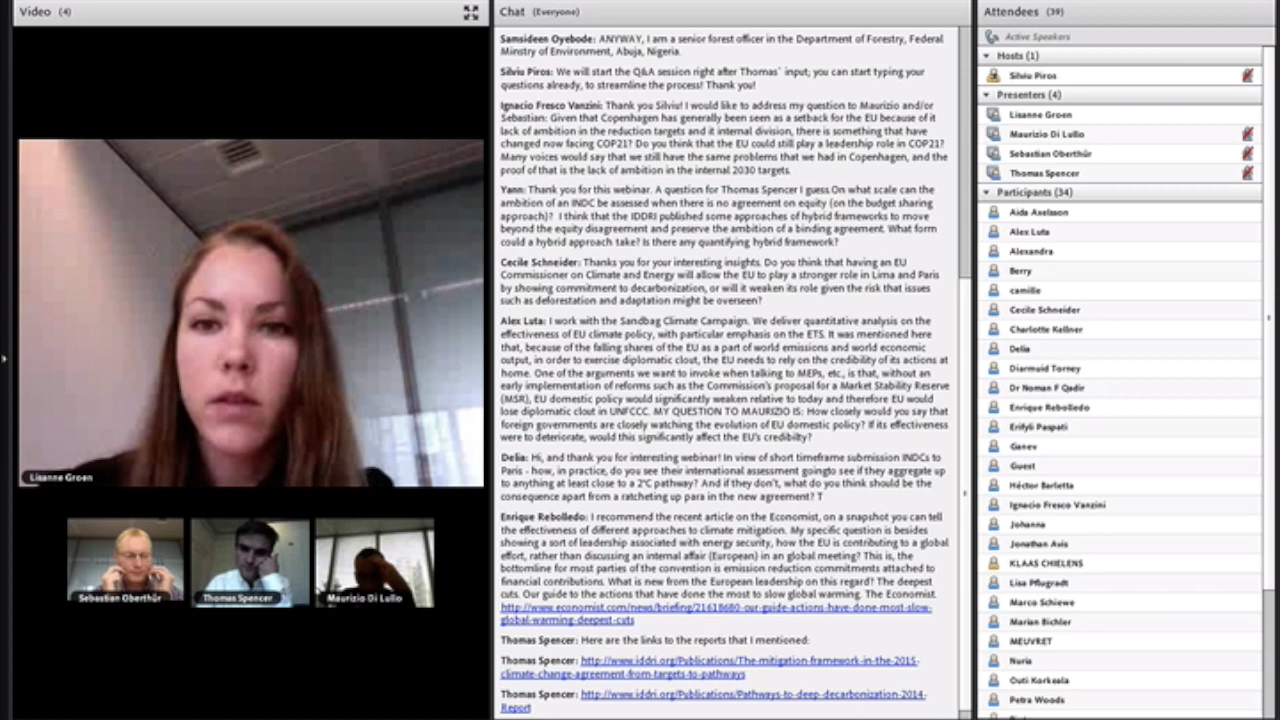 Video (4)
Lisanne Groen
Sebastian Oberthür
Thomas Spencer
Maurizio Di Lullo
Chat (Everyone)
Samsideen Oyebode: ANYWAY, I am a senior forest officer in the Department of Forestry, Federal
Minstry of Environment, Abuja, Nigeria.
Silviu Piros: We will start the Q&A session right after Thomas` input; you can start typing your
questions already, to streamline the process! Thank you!
Ignacio Fresco Vanzini: Thank you Silviu! I would like to address my question to Maurizio and/or
Sebastian: Given that Copenhagen has generally been seen as a setback for the EU because of it
lack of ambition in the reduction targets and it internal division, there is something that have
changed now facing COP21? Do you think that the EU could still play a leadership role in COP21?
Many voices would say that we still have the same problems that we had in Copenhagen, and the
proof of that is the lack of ambition in the internal 2030 targets.
Yann: Thank you for this webinar. A question for Thomas Spencer I guess.On what scale can the
ambition of an INDC be assessed when there is no agreement on equity (on the budget sharing
approach)? I think that the IDDRI published some approaches of hybrid frameworks to move
beyond the equity disagreement and preserve the ambition of a binding agreement. What form
could a hybrid approach take? Is there any quantifying hybrid framework?
Cecile Schneider: Thanks you for your interesting insights. Do you think that having an EU
Commissioner on Climate and Energy will allow the EU to play a stronger role in Lima and Paris
by showing commitment to decarbonization, or will it weaken its role given the risk that issues
such as deforestation and adaptation might be overseen?
Alex Luta: I work with the Sandbag Climate Campaign. We deliver quantitative analysis on the
effectiveness of EU climate policy, with particular emphasis on the ETS. It was mentioned here
that, because of the falling shares of the EU as a part of world emissions and world economic
output, in order to exercise diplomatic clout, the EU needs to rely on the credibility of its actions at
home. One of the arguments we want to invoke when talking to MEPs, etc., is that, without an
early implementation of reforms such as the Commission's proposal for a Market Stability Reserve
(MSR), EU domestic policy would significantly weaken relative to today and therefore EU would
lose diplomatic clout in UNFCCC. MY QUESTION TO MAURIZIO IS: How closely would you say that
foreign governments are closely watching the evolution of EU domestic policy? If its effectiveness
were to deteriorate, would this significantly affect the EU's credibilty?
Delia: Hi, and thank you for interesting webinar! In view of short timeframe submission INDCs to
Paris - how, in practice, do you see their international assessment goingto see if they aggregate up
to anything at least close to a 2°C pathway? And if they don't, what do you think should be the
consequence apart from a ratcheting up para in the new agreement? T
Enrique Rebolledo: I recommend the recent article on the Economist, on a snapshot you can tell
the effectiveness of different approaches to climate mitigation. My specific question is besides
showing a sort of leadership associated with energy security, how the EU is contributing to a global
effort, rather than discussing an internal affair (European) in an global meeting? This is, the
bottomline for most parties of the convention is emission reduction commitments attached to
financial contributions. What is new from the European leadership on this regard? The deepest
cuts. Our guide to the actions that have done the most to slow global warming. The Economist.
http://www.economist.com/news/briefing/21618680-our-guide-actions-have-done-most-slow-
global-warming-deepest-cuts
Thomas Spencer: Here are the links to the reports that I mentioned:
Thomas Spencer: http://www.iddri.org/Publications/The-mitigation-framework-in-the-2015-
climate-change-agreement-from-targets-to-pathways
Thomas Spencer: http://www.iddri.org/Publications/Pathways-to-deep-decarbonization-2014-
Report
Attendees (39)
Active Speakers
Hosts (1)
Silviu Piros
Presenters (4)
Lisanne Groen
Maurizio Di Lullo
Sebastian Oberthür
Thomas Spencer
Participants (34)
Aida Axelsson
Alex Luta
Alexandra
Berry
camille
Cecile Schneider
Charlotte Kellner
Delia
Diarmuid Torney
Dr Noman F Qadir
Enrique Rebolledo
Erifyli Paspati
Ganev
Guest
Héctor Barletta
Ignacio Fresco Vanzini
Johanna
Jonathan Avis
KLAAS CHIELENS
Lisa Pflugradt
Marco Schiewe
Marian Bichler
MEUVRET
Nuria
Outi Korkeala
Petra Woods